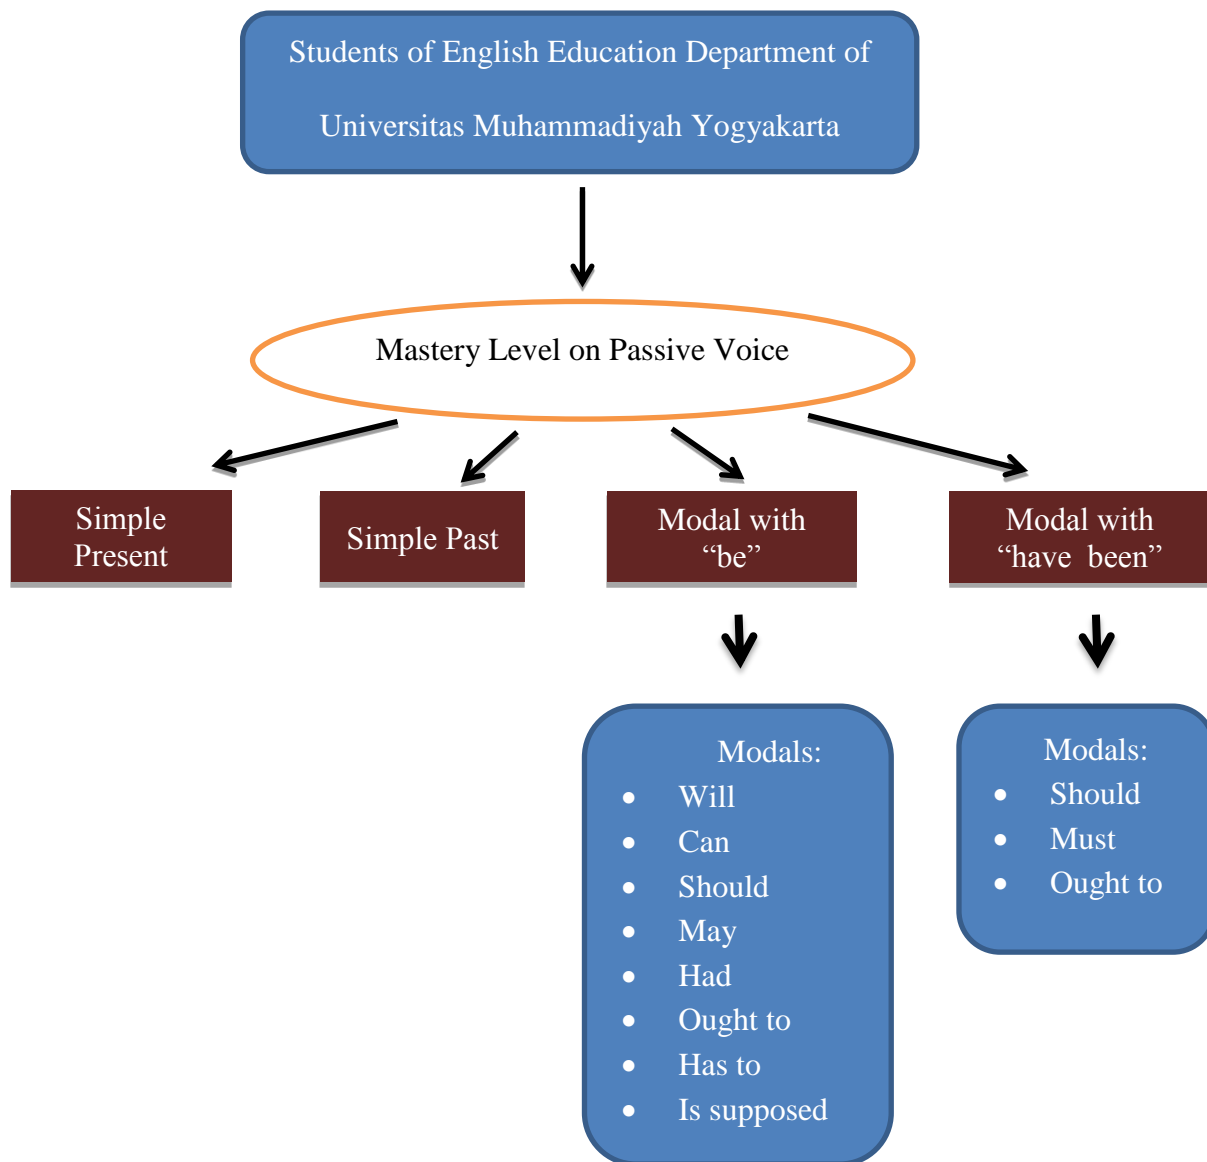 Students of English Education Department of
Universitas Muhammadiyah Yogyakarta
Mastery Level on Passive Voice
Simple
Present
Simple Past
Modal with
“be”
Modal with
“have been”
Modals:
• Will
• Can
• Should
• May
• Had
• Ought to
• Has to
• Is supposed
Modals:
• Should
• Must
• Ought to